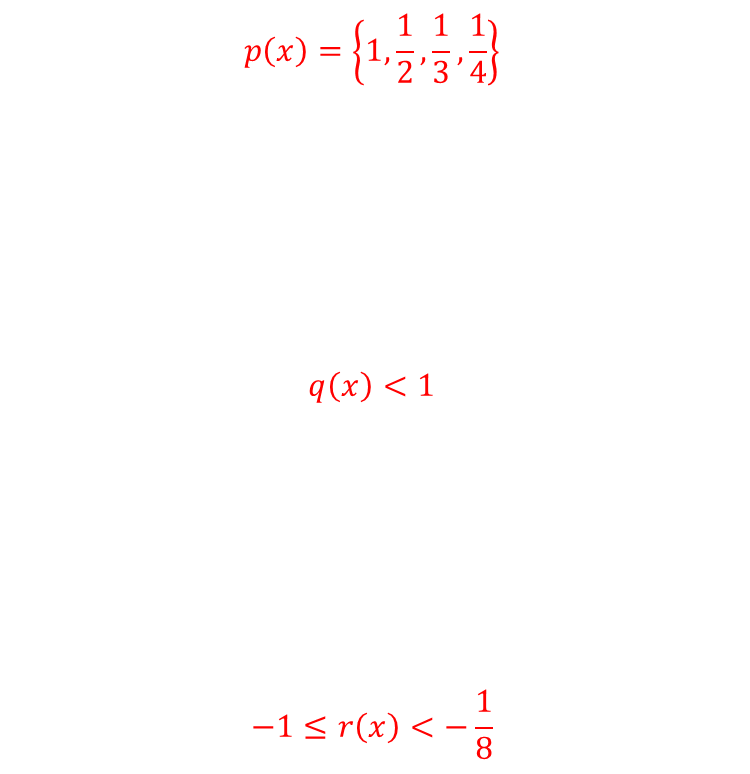 p(x) = {1, 1/2, 1/3, 1/4}
q(x) < 1
−1 ≤ r(x) < − 1/8